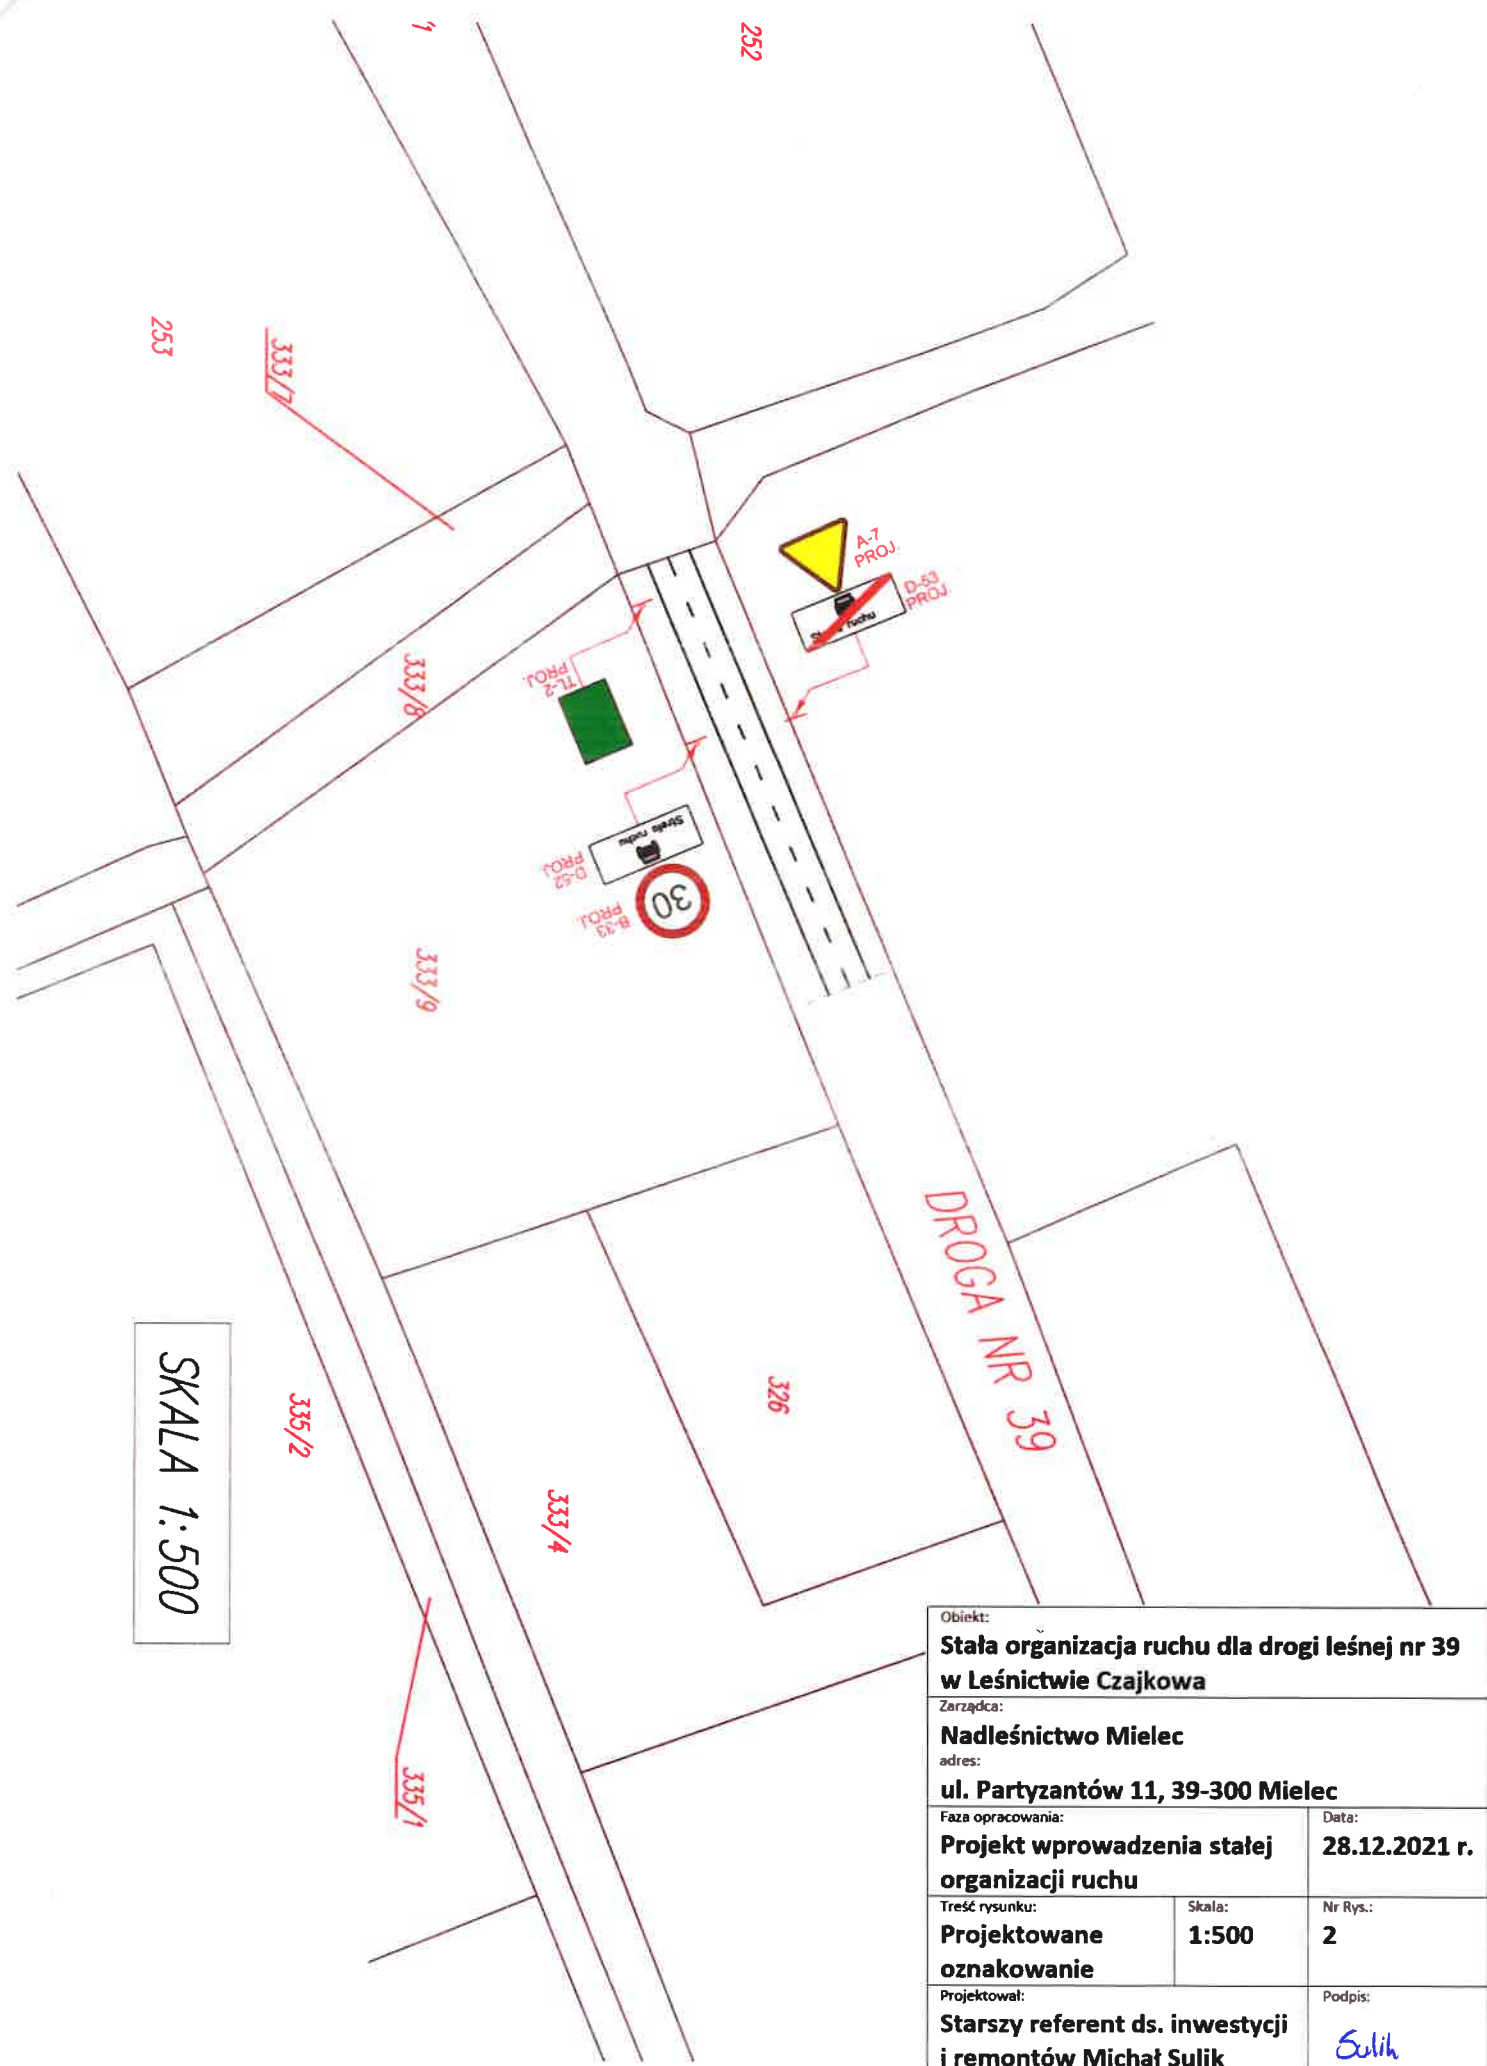 252
1
253
333/7
A-7
PROJ.
D-53
PROJ.
ruchu
333/8
TL-2
PROJ.
Strefa ruchu
D-52
PROJ.
30
B-33
PROJ.
333/9
DROGA NR 39
326
333/4
335/2
335/1
SKALA 1:500
Obiekt:
Stała organizacja ruchu dla drogi leśnej nr 39
w Leśnictwie Czajkowa
Zarządca:
Nadleśnictwo Mielec
adres:
ul. Partyzantów 11, 39-300 Mielec
Faza opracowania:
Projekt wprowadzenia stałej
organizacji ruchu
Data:
28.12.2021 r.
Treść rysunku:
Projektowane
oznakowanie
Skala:
1:500
Nr Rys.:
2
Projektował:
Starszy referent ds. inwestycji
i remontów Michał Sulik
Podpis:
Sulik